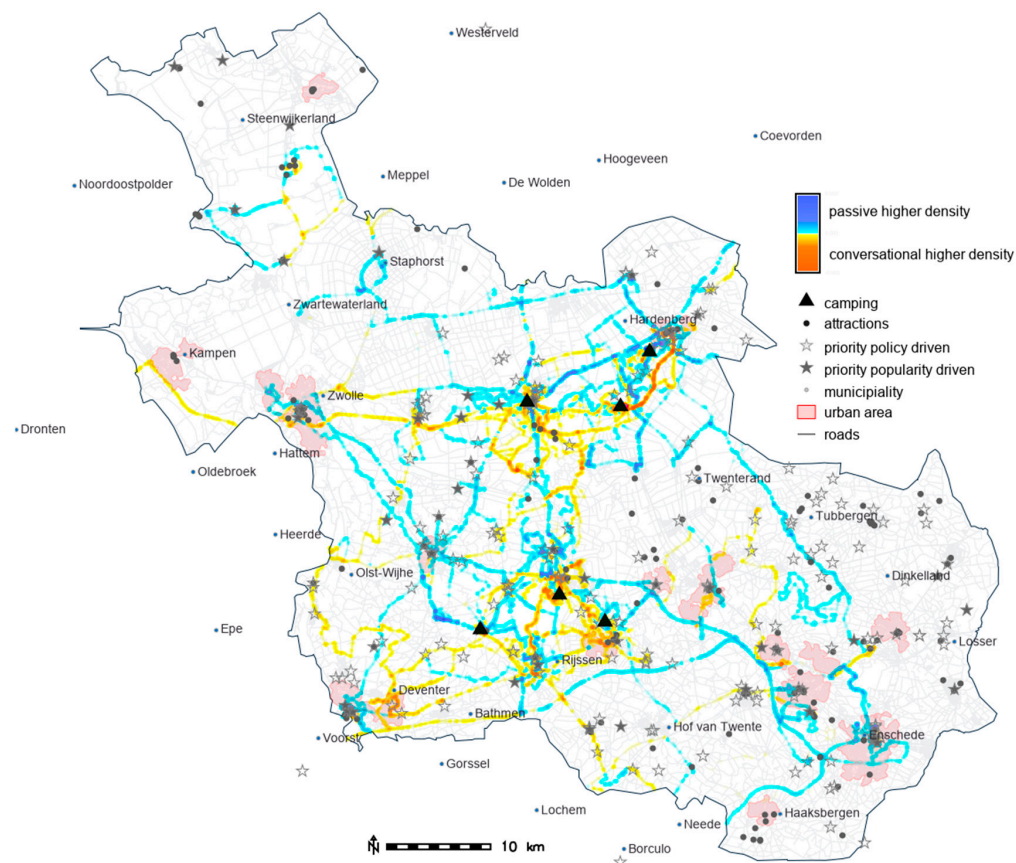 Westerveld
Coevorden
Steenwijkerland
Hoogeveen
Meppel
De Wolden
Noordoostpolder
passive higher density
conversational higher density
Staphorst
Zwartewaterland
camping
attractions
Hardenberg
priority policy driven
Kampen
priority popularity driven
municipiality
Zwolle
urban area
Dronten
roads
Hattem
Oldebroek
Twenterand
Tubbergen
Heerde
Olst-Wijhe
Dinkelland
Epe
Losser
Rijssen
Deventer
Bathmen
Hof van Twente
Enschede
Voorst
Gorssel
Lochem
Haaksbergen
Neede
N
10 km
Borculo